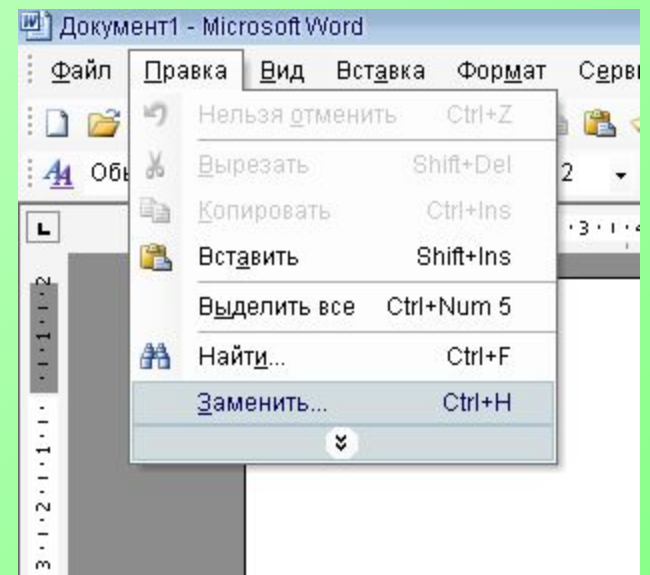 Документ1 - Microsoft Word
Файл Правка Вид Вставка Формат
Нельзя отменить Ctrl+Z
Вырезать Shift+Del
Копировать Ctrl+Ins
Вставить Shift+Ins
Выделить все Ctrl+Num 5
Найти... Ctrl+F
Заменить... Ctrl+H